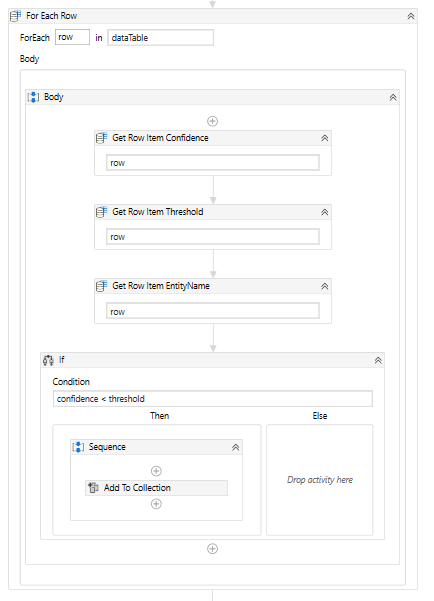 For Each Row
ForEach row in dataTable
Body
Body
Get Row Item Confidence
row
Get Row Item Threshold
row
Get Row Item EntityName
row
If
Condition
confidence < threshold
Then Else
Sequence
Add To Collection
Drop activity here